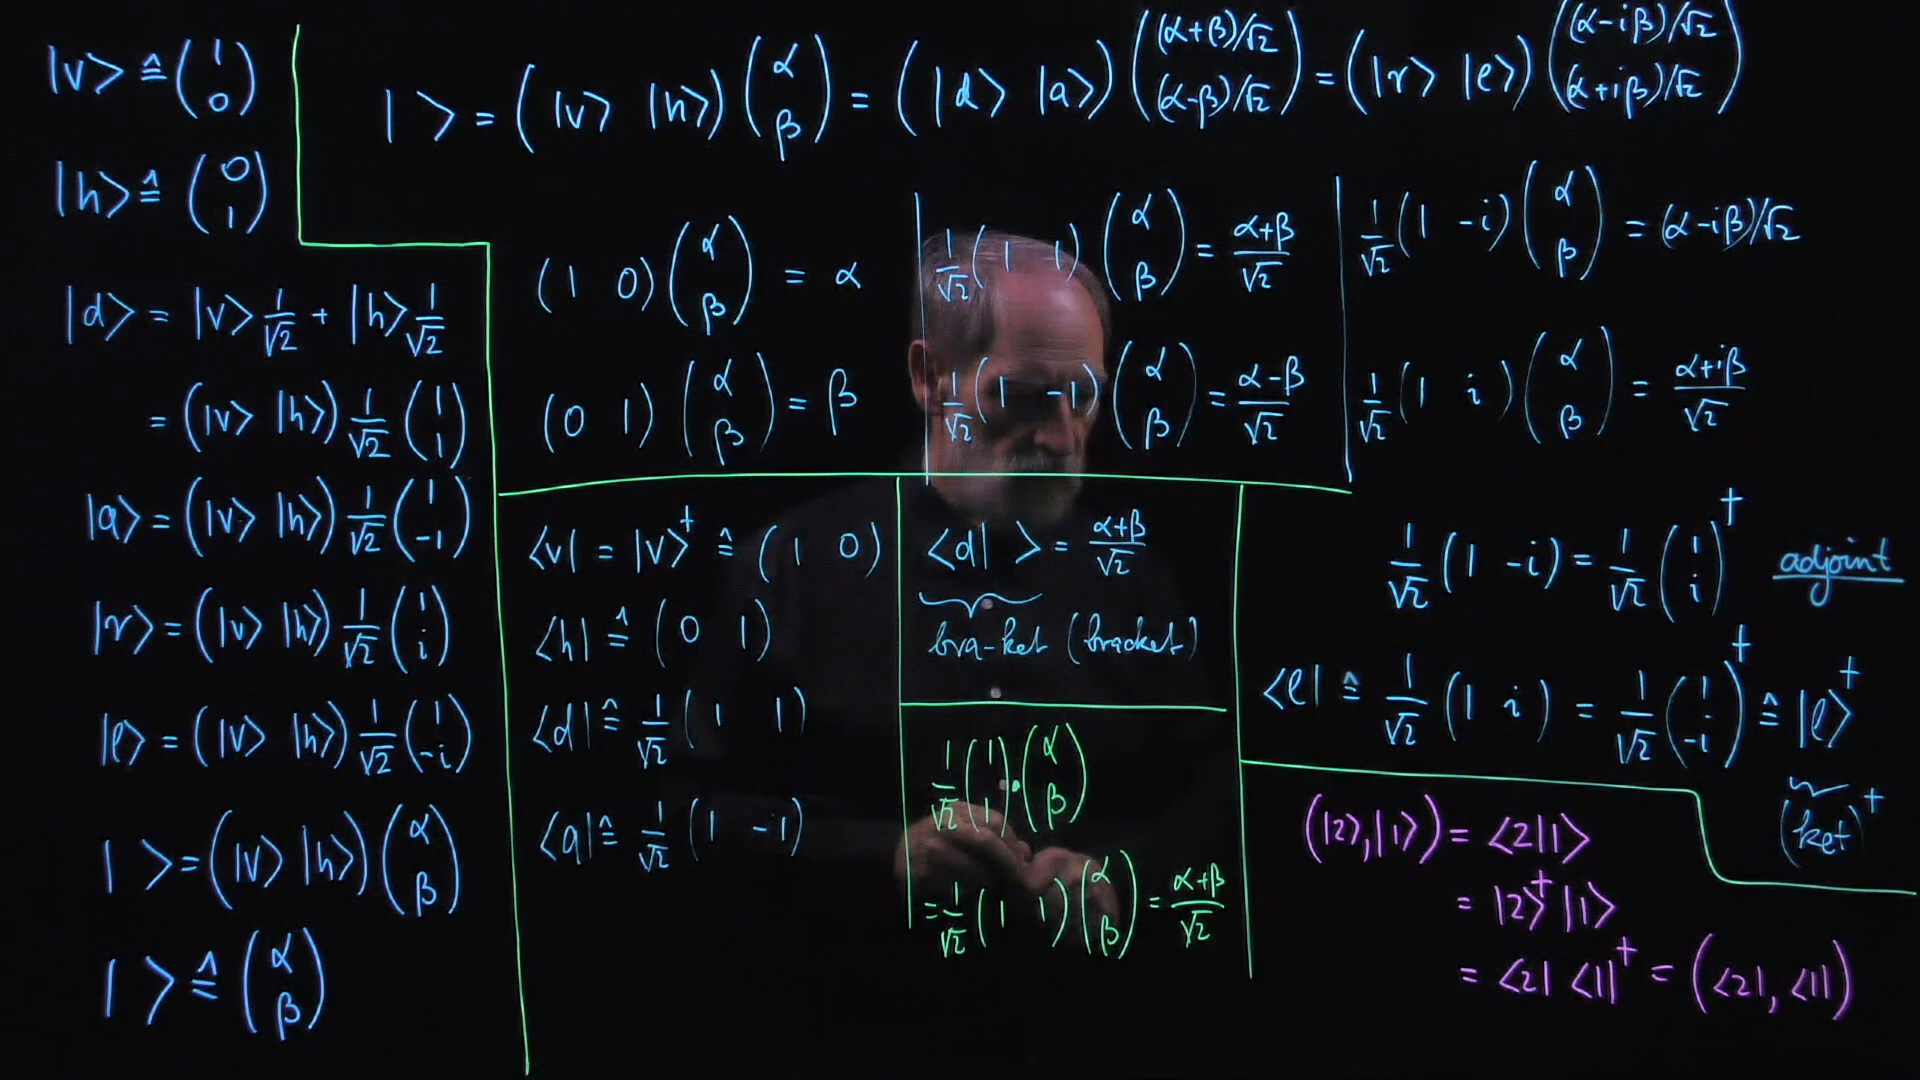 |v> ≙ (1 0)
|h> ≙ (0 1)
|d> = |v> 1/√2 + |h> 1/√2
= (|v> |h>) 1/√2 (1 1)
|a> = (|v> |h>) 1/√2 (1 -1)
|r> = (|v> |h>) 1/√2 (1 i)
|ℓ> = (|v> |h>) 1/√2 (1 -i)
| > = (|v> |h>) (α β)
| > ≙ (α β)
| > = (|v> |h>) (α β) = (|d> |a>) ((α+β)/√2 (α-β)/√2) = (|r> |ℓ>) ((α-iβ)/√2 (α+iβ)/√2)
(1 0) (α β) = α
(0 1) (α β) = β
1/√2 (1 1) (α β) = α+β/√2
1/√2 (1 -1) (α β) = α-β/√2
1/√2 (1 -i) (α β) = (α-iβ)/√2
1/√2 (1 i) (α β) = α+iβ/√2
<v| = |v>† ≙ (1 0)
<h| ≙ (0 1)
<d| ≙ 1/√2 (1 1)
<a| ≙ 1/√2 (1 -1)
<d| > = α+β/√2
bra-ket (bracket)
1/√2 (1 1) · (α β)
= 1/√2 (1 1) (α β) = α+β/√2
1/√2 (1 -i) = 1/√2 (1 i)† adjoint
<ℓ| ≙ 1/√2 (1 i) = 1/√2 (1 -i)† ≙ |ℓ>†
(ket)†
(|2>, |1>) = <2|1>
= |2>† |1>
= <2| <1|† = (<2|, <1|)